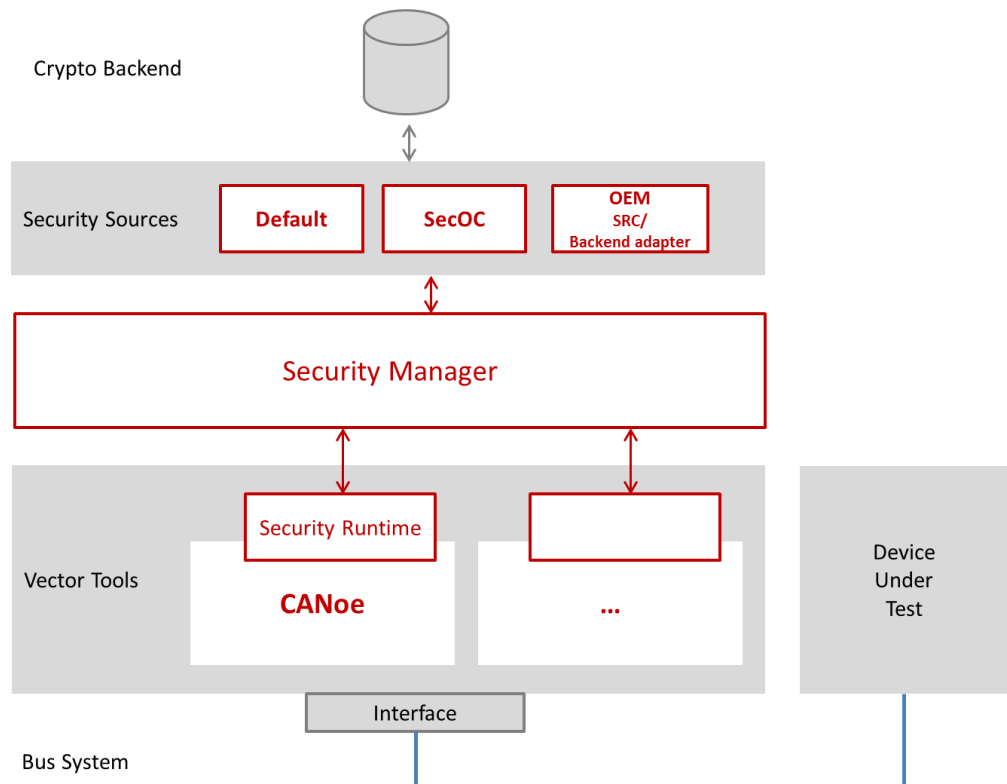 Crypto Backend
Security Sources
Default
SecOC
OEM
SRC/
Backend adapter
Security Manager
Security Runtime
Vector Tools
CANoe
...
Device
Under
Test
Interface
Bus System